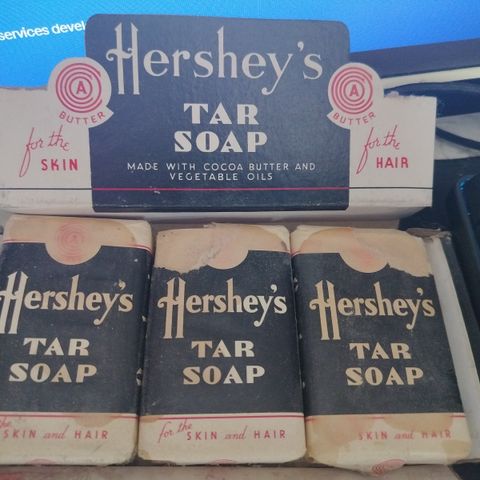 services devel
Hershey's
TAR
SOAP
MADE WITH COCOA BUTTER AND
VEGETABLE OILS
A
BUTTER
for the
SKIN
A
BUTTER
for the
HAIR
Hershey's
TAR
SOAP
for the
SKIN and HAIR
Hershey's
TAR
SOAP
for the
SKIN and HAIR
Hershey's
TAR
SOAP
SKIN and HAIR